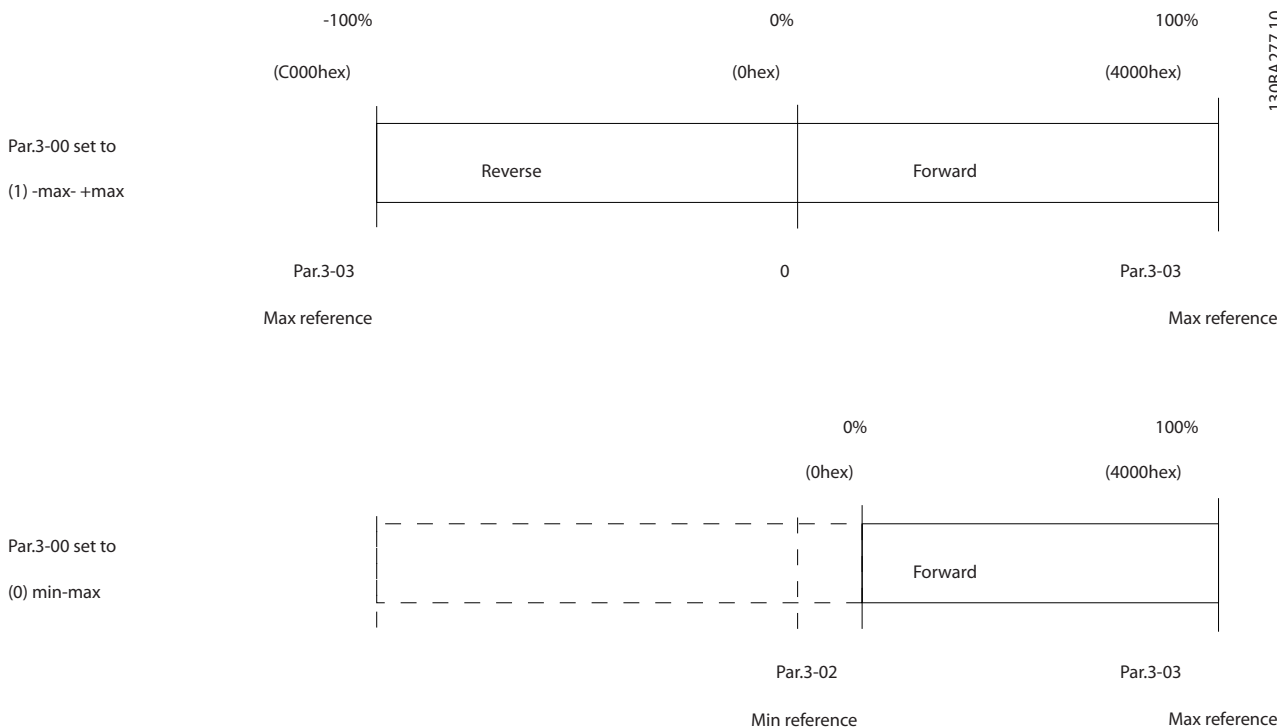 -100% 0% 100%
(C000hex) (0hex) (4000hex)
130BA277.10
Par.3-00 set to
(1) -max- +max
Reverse Forward
Par.3-03 0 Par.3-03
Max reference Max reference
0% 100%
(0hex) (4000hex)
Par.3-00 set to
(0) min-max
Forward
Par.3-02 Par.3-03
Min reference Max reference